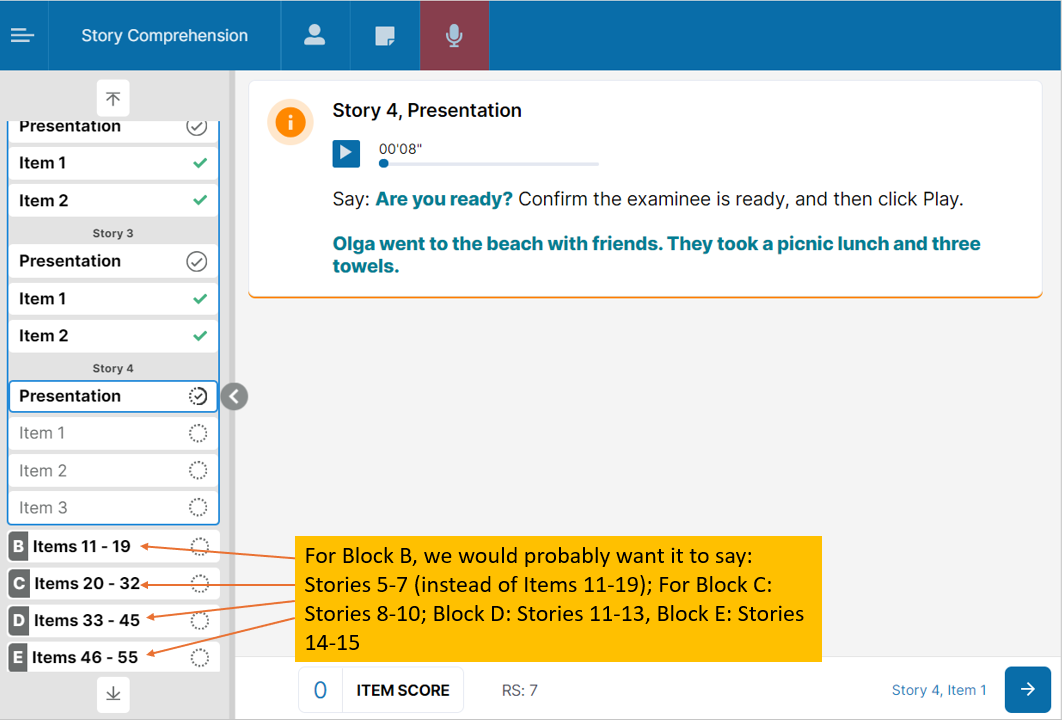 Story Comprehension
Presentation
Item 1
Item 2
Story 3
Presentation
Item 1
Item 2
Story 4
Presentation
Item 1
Item 2
Item 3
B Items 11 - 19
C Items 20 - 32
D Items 33 - 45
E Items 46 - 55
Story 4, Presentation
00'08"
Say: Are you ready? Confirm the examinee is ready, and then click Play.
Olga went to the beach with friends. They took a picnic lunch and three
towels.
For Block B, we would probably want it to say:
Stories 5-7 (instead of Items 11-19); For Block C:
Stories 8-10; Block D: Stories 11-13, Block E: Stories
14-15
0 ITEM SCORE RS: 7 Story 4, Item 1